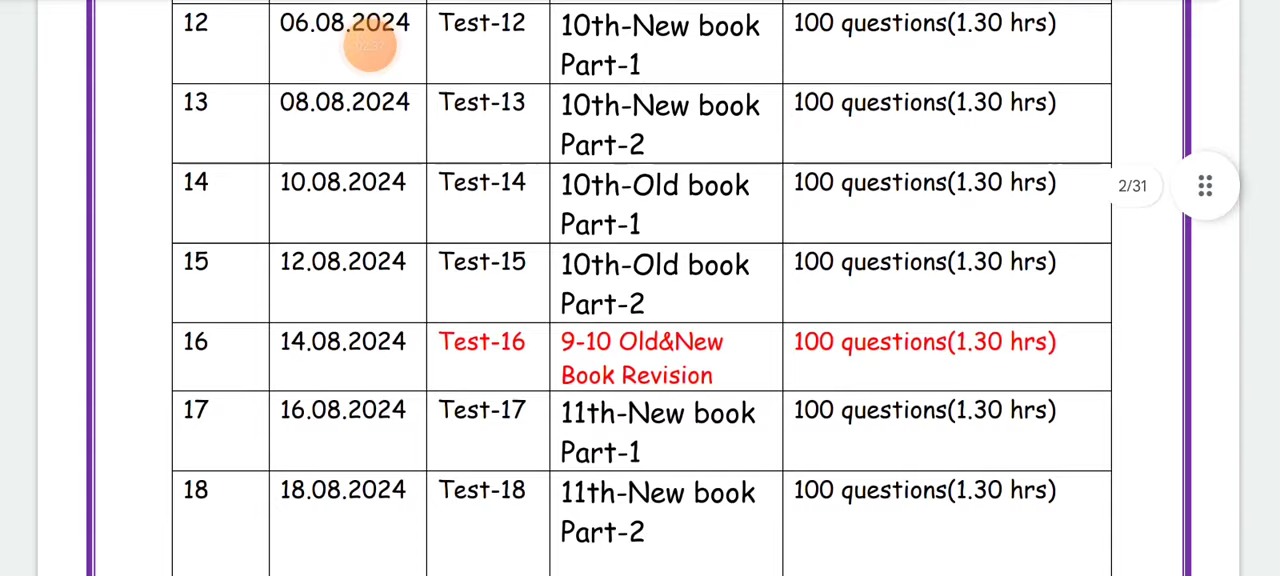 12 06.08.2024 Test-12 10th-New book 100 questions(1.30 hrs)
Part-1
13 08.08.2024 Test-13 10th-New book 100 questions(1.30 hrs)
Part-2
14 10.08.2024 Test-14 10th-Old book 100 questions(1.30 hrs)
Part-1
2/31
15 12.08.2024 Test-15 10th-Old book 100 questions(1.30 hrs)
Part-2
16 14.08.2024 Test-16 9-10 Old&New 100 questions(1.30 hrs)
Book Revision
17 16.08.2024 Test-17 11th-New book 100 questions(1.30 hrs)
Part-1
18 18.08.2024 Test-18 11th-New book 100 questions(1.30 hrs)
Part-2